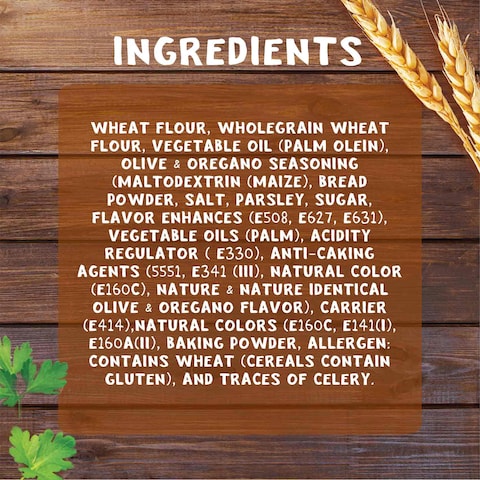 INGREDIENTS
WHEAT FLOUR, WHOLEGRAIN WHEAT
FLOUR, VEGETABLE OIL (PALM OLEIN),
OLIVE & OREGANO SEASONING
(MALTODEXTRIN (MAIZE), BREAD
POWDER, SALT, PARSLEY, SUGAR,
FLAVOR ENHANCES (E508, E627, E631),
VEGETABLE OILS (PALM), ACIDITY
REGULATOR ( E330), ANTI-CAKING
AGENTS (5551, E341 (III), NATURAL COLOR
(E160C), NATURE & NATURE IDENTICAL
OLIVE & OREGANO FLAVOR), CARRIER
(E414),NATURAL COLORS (E160C, E141(I),
E160A(II), BAKING POWDER, ALLERGEN:
CONTAINS WHEAT (CEREALS CONTAIN
GLUTEN), AND TRACES OF CELERY.